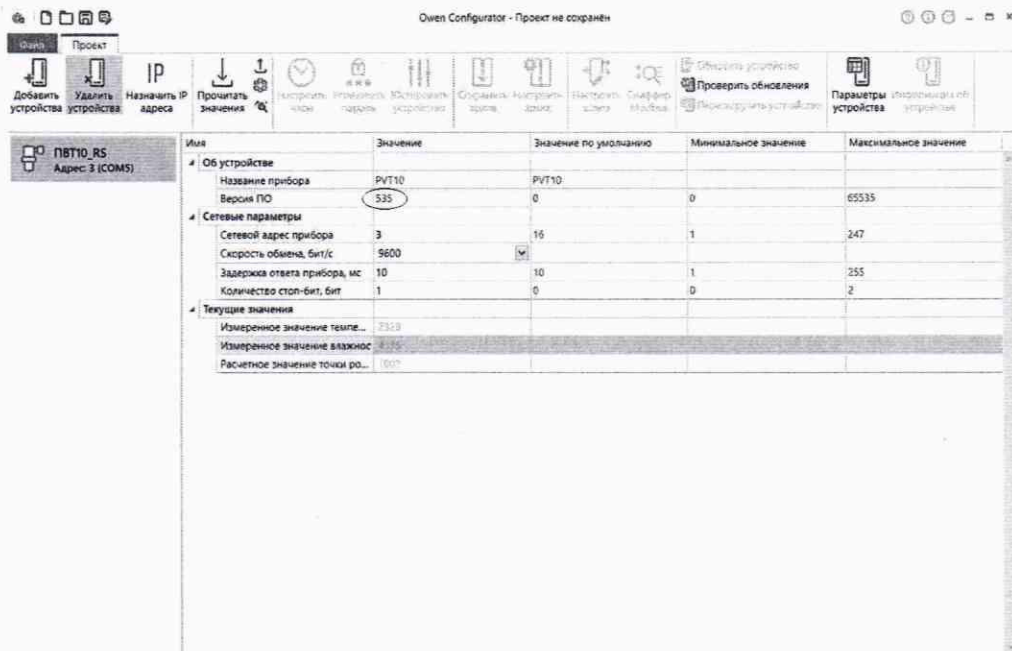 Owen Configurator - Проект не сохранён
Файл Проект
Добавить устройства
Удалить устройства
Назначить IP адреса
Прочитать значения
Проверить обновления
Параметры устройства
ПВТ10_RS
Адрес: 3 (COM5)
Имя Значение Значение по умолчанию Минимальное значение Максимальное значение
Об устройстве
Название прибора PVT10 PVT10
Версия ПО 535 0 0 65535
Сетевые параметры
Сетевой адрес прибора 3 16 1 247
Скорость обмена, бит/с 9600
Задержка ответа прибора, мс 10 10 1 255
Количество стоп-бит, бит 1 0 0 2
Текущие значения
Измеренное значение темпе...
Измеренное значение влажнос
Расчетное значение точки ро...